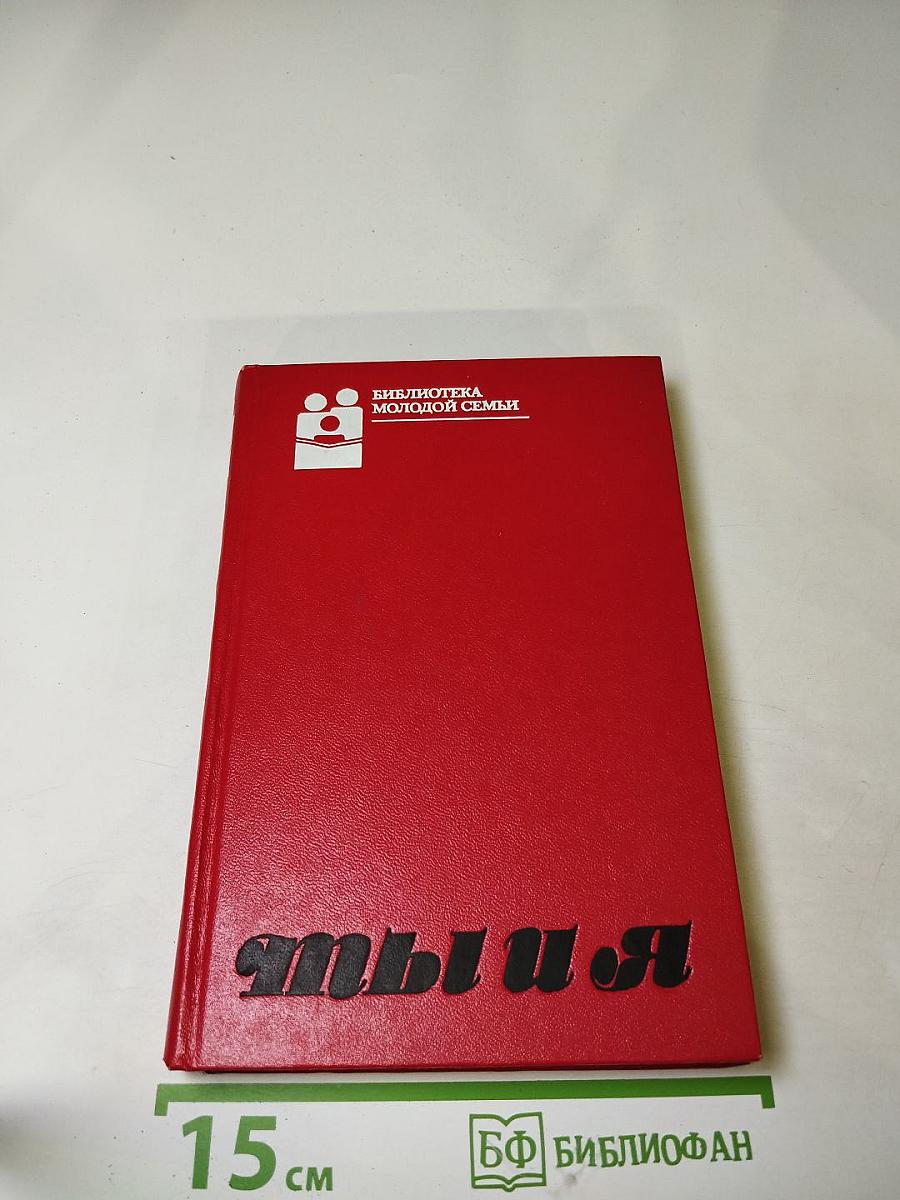 БИБЛИОТЕКА
МОЛОДОЙ СЕМЬИ
ты и я
15 см
БФ БИБЛИОФАН